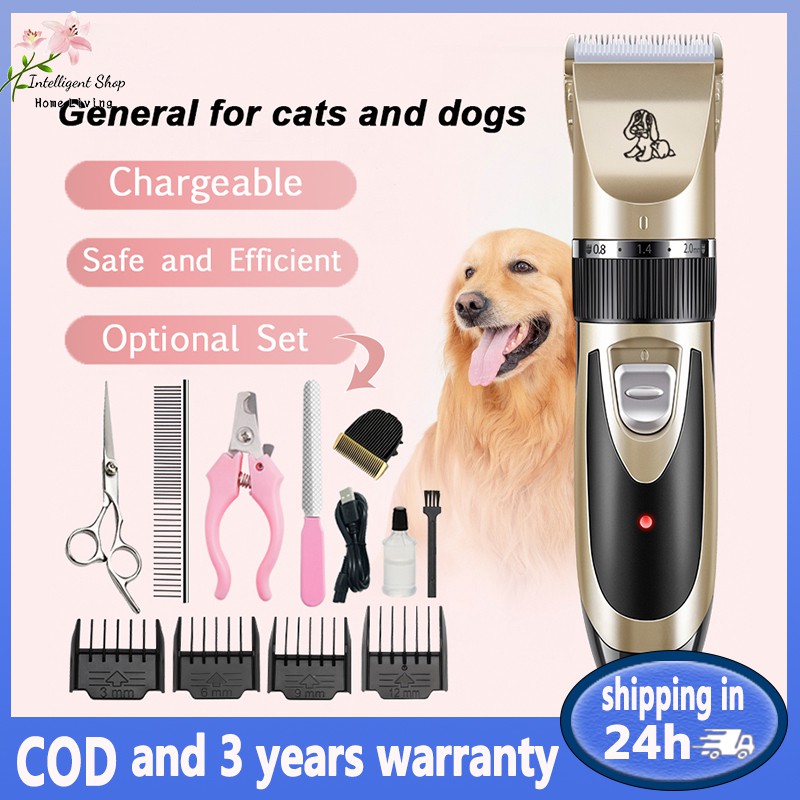 Intelligent Shop
Home Living
General for cats and dogs
Chargeable
Safe and Efficient
Optional Set
0.8 1.4 2.0mm
3 mm
6 mm
9 mm
12 mm
COD and 3 years warranty
shipping in
24h